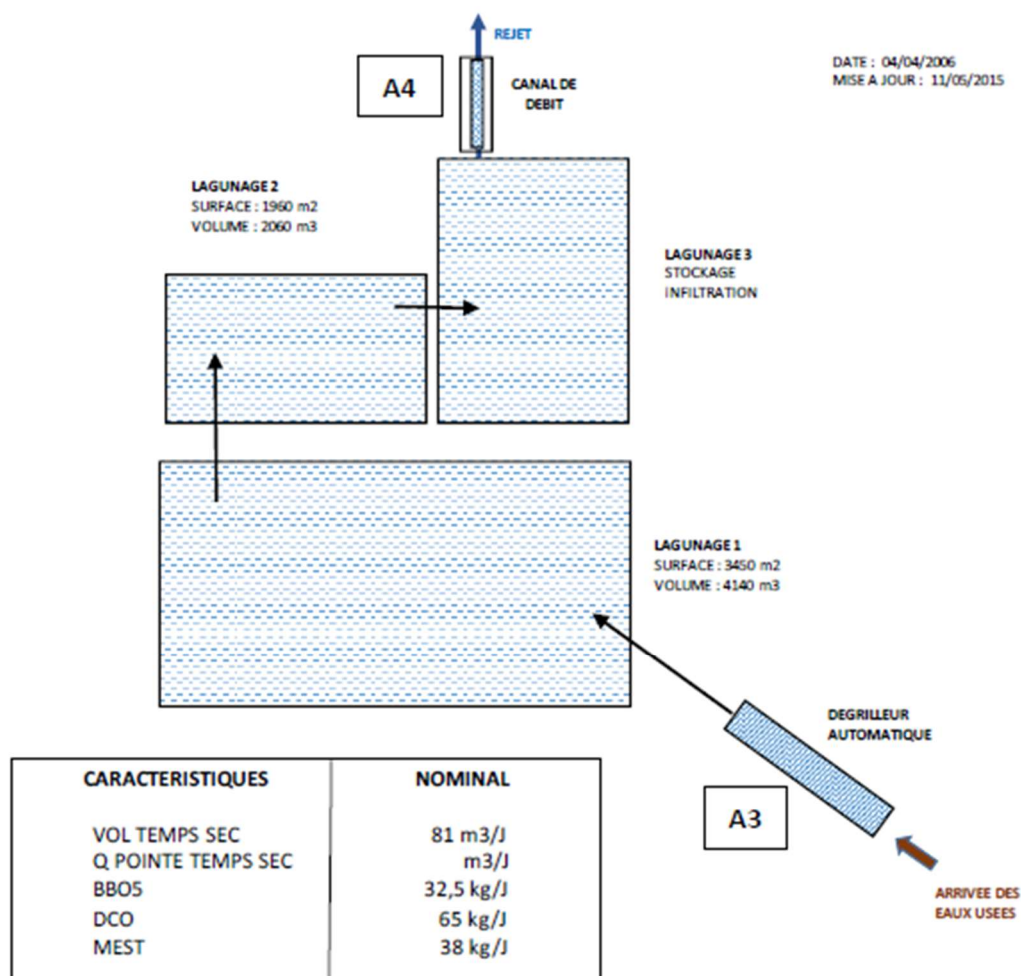 REJET
A4
CANAL DE
DEBIT
DATE : 04/04/2006
MISE A JOUR : 11/05/2015
LAGUNAGE 2
SURFACE : 1960 m2
VOLUME : 2060 m3
LAGUNAGE 3
STOCKAGE
INFILTRATION
LAGUNAGE 1
SURFACE : 3450 m2
VOLUME : 4140 m3
DEGRILLEUR
AUTOMATIQUE
A3
ARRIVEE DES
EAUX USEES
CARACTERISTIQUES NOMINAL
VOL TEMPS SEC 81 m3/J
Q POINTE TEMPS SEC m3/J
BBO5 32,5 kg/J
DCO 65 kg/J
MEST 38 kg/J